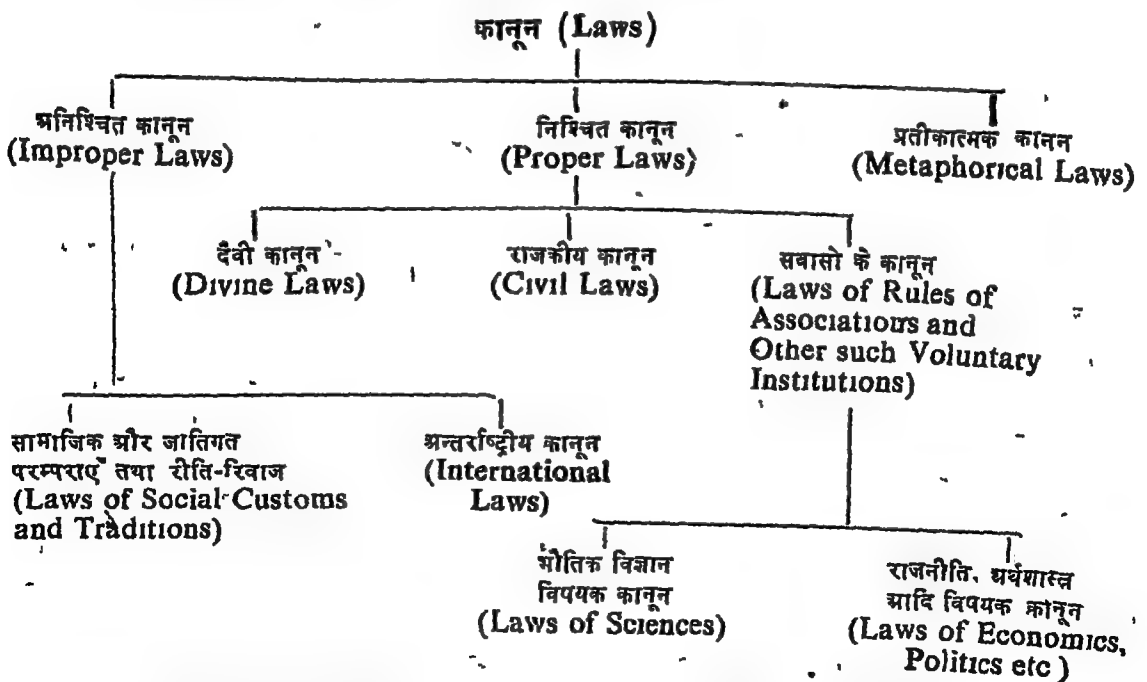 कानून (Laws)
अनिश्चित कानून
(Improper Laws)
निश्चित कानून
(Proper Laws)
प्रतीकात्मक कानन
(Metaphorical Laws)
दैवी कानून
(Divine Laws)
राजकीय कानून
(Civil Laws)
सवासो के कानून
(Laws of Rules of
Associations and
Other such Voluntary
Institutions)
सामाजिक और जातिगत
परम्पराएँ तथा रीति-रिवाज
(Laws of Social Customs
and Traditions)
अन्तर्राष्ट्रीय कानून
(International
Laws)
भौतिक विज्ञान
विषयक कानून
(Laws of Sciences)
राजनीति, अर्थशास्त्र
आदि विषयक कानून
(Laws of Economics,
Politics etc )